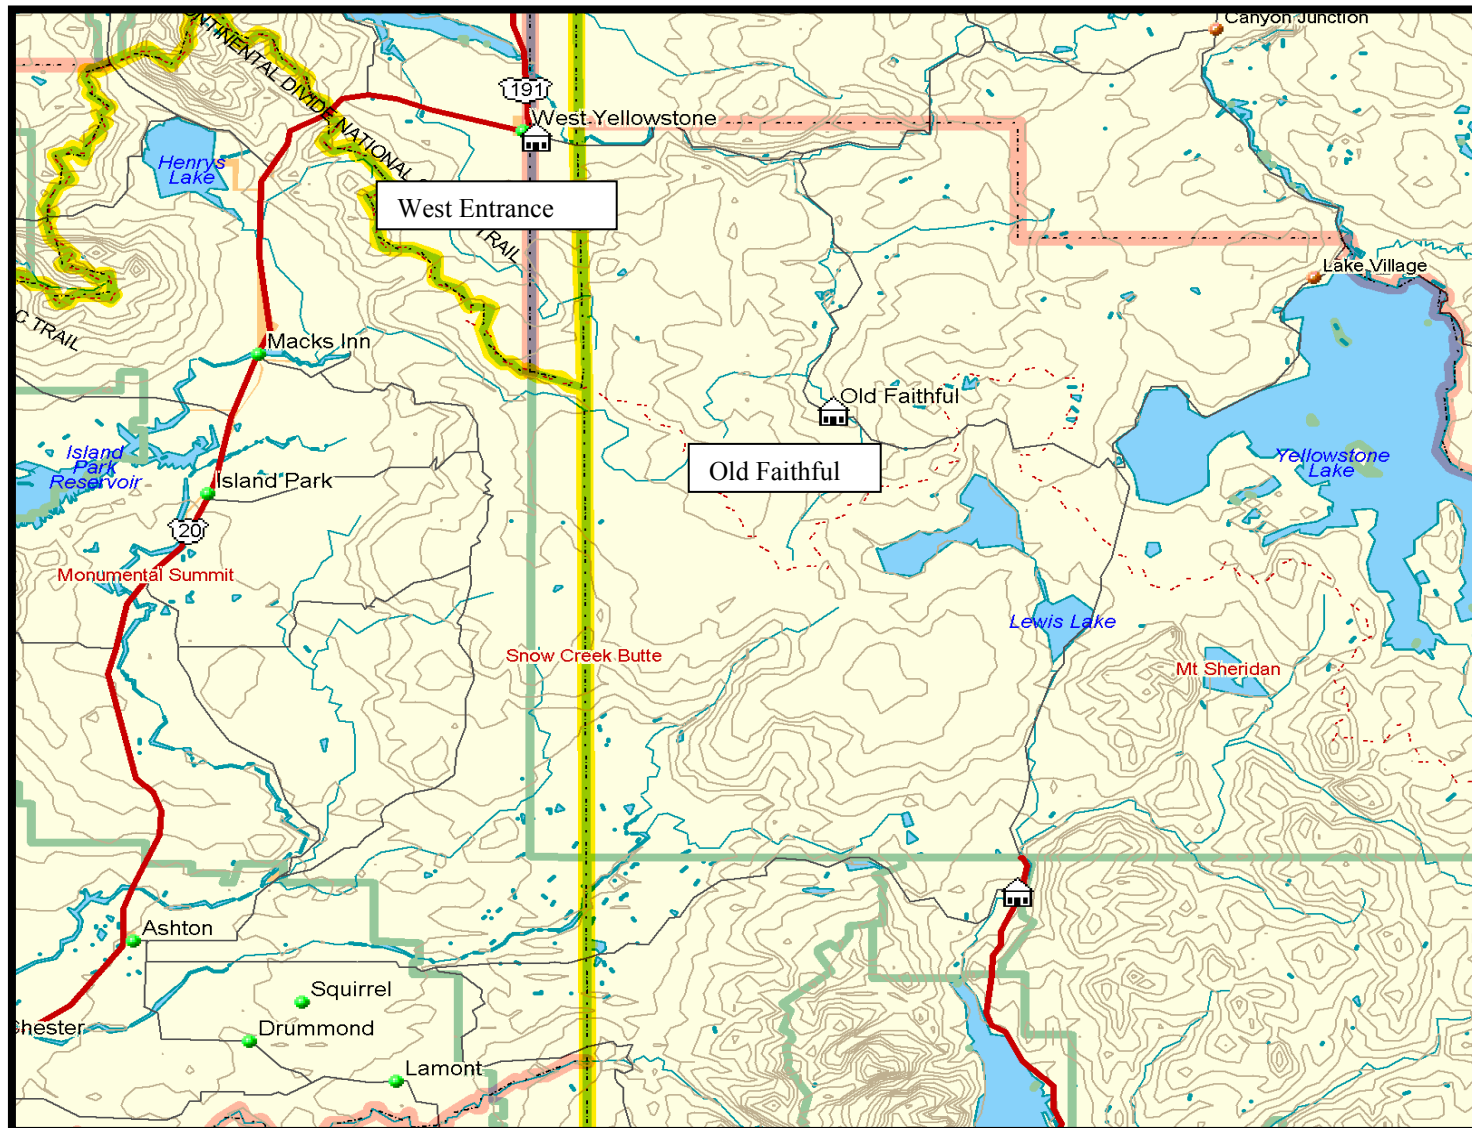 Canyon Junction
CONTINENTAL DIVIDE NATIONAL
TRAIL
191
West Yellowstone
Henrys
Lake
West Entrance
Lake Village
C TRAIL
Macks Inn
Old Faithful
Island
Park
Reservoir
Island Park
Old Faithful
Yellowstone
Lake
20
Monumental Summit
Lewis Lake
Snow Creek Butte
Mt Sheridan
Ashton
Squirrel
Chester
Drummond
Lamont